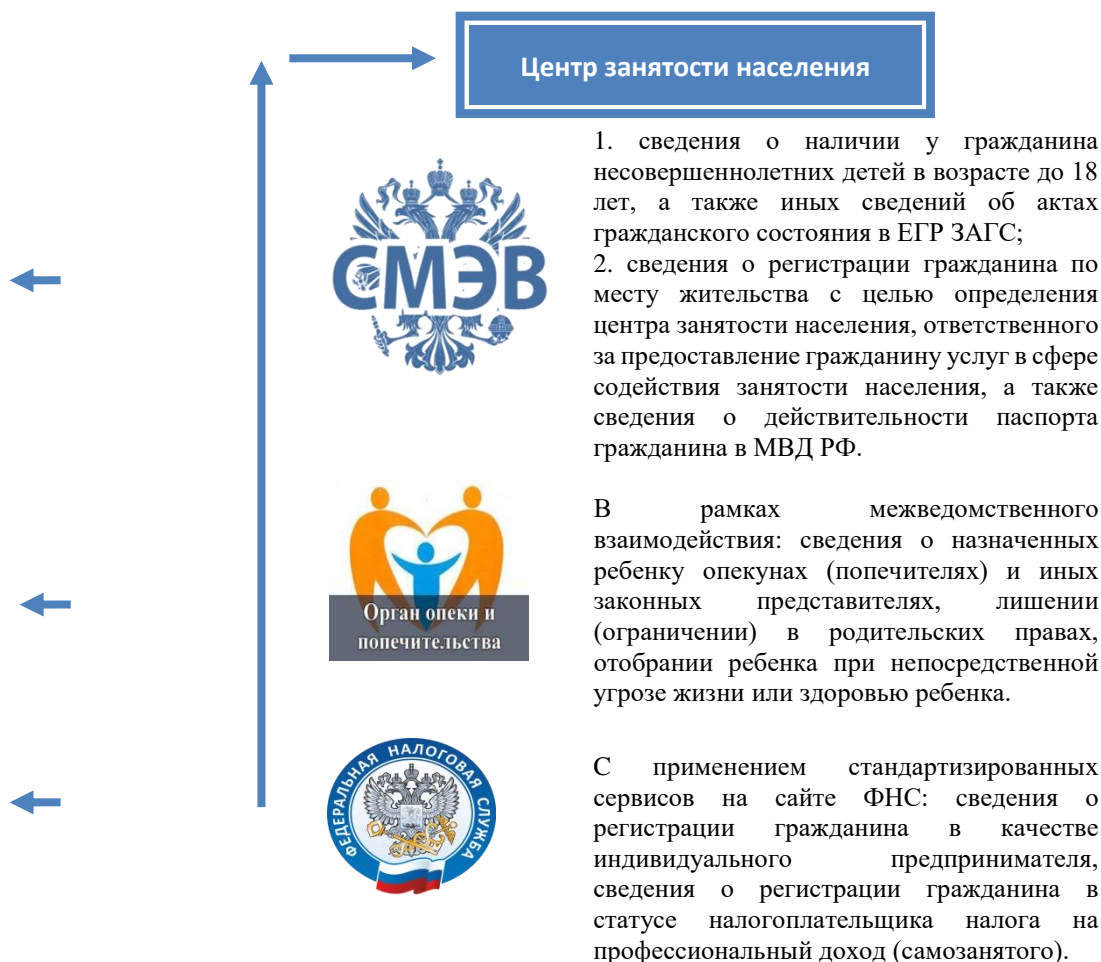 Центр занятости населения
1. сведения о наличии у гражданина
несовершеннолетних детей в возрасте до 18
лет, а также иных сведений об актах
гражданского состояния в ЕГР ЗАГС;
2. сведения о регистрации гражданина по
месту жительства с целью определения
центра занятости населения, ответственного
за предоставление гражданину услуг в сфере
содействия занятости населения, а также
сведения о действительности паспорта
гражданина в МВД РФ.
СМЭВ
В рамках межведомственного
взаимодействия: сведения о назначенных
ребенку опекунах (попечителях) и иных
законных представителях, лишении
(ограничении) в родительских правах,
отобрании ребенка при непосредственной
угрозе жизни или здоровью ребенка.
Орган опеки и
попечительства
ФЕДЕРАЛЬНАЯ НАЛОГОВАЯ СЛУЖБА
С применением стандартизированных
сервисов на сайте ФНС: сведения о
регистрации гражданина в качестве
индивидуального предпринимателя,
сведения о регистрации гражданина в
статусе налогоплательщика налога на
профессиональный доход (самозанятого).